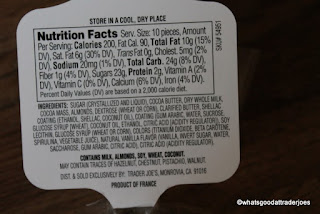 STORE IN A COOL, DRY PLACE
Nutrition Facts Serv. Size: 10 pieces, Amount
Per Serving: Calories 200, Fat Cal. 90, Total Fat 10g (15%
DV), Sat. Fat 6g (30% DV), Trans Fat 0g, Cholest. 5mg (2%
DV), Sodium 20mg (1% DV), Total Carb. 24g (8% DV),
Fiber 1g (4% DV), Sugars 23g, Protein 2g, Vitamin A (2%
DV), Vitamin C (0% DV), Calcium (6% DV), Iron (4% DV).
Percent Daily Values (DV) are based on a 2,000 calorie diet.
SKU# 54951
INGREDIENTS: SUGAR (CRYSTALLIZED AND LIQUID), COCOA BUTTER, DRY WHOLE MILK,
COCOA MASS, ALMONDS, DEXTROSE (WHEAT OR CORN), CLARIFIED BUTTER, SHELLAC
COATING (ETHANOL, SHELLAC, COCONUT OIL), GUM ARABIC, COATING (WATER, SUCROSE,
GLUCOSE SYRUP (WHEAT), COCONUT OIL, ETHANOL, CITRIC ACID (ACIDITY REGULATOR)), SOY
LECITHIN, SYRUP (WHEAT OR CORN), COLORS (TITANIUM DIOXIDE, BETA CAROTENE,
SPIRULINA, VEGETABLE JUICE), NATURAL VANILLA FLAVOR (VANILLA, WHEAT SUGAR, WATER,
SACCHAROSE, GUM ARABIC, CITRIC ACID), CITRIC ACID (ACIDITY REGULATOR).
CONTAINS MILK, ALMONDS, SOY, WHEAT, COCONUT.
MAY CONTAIN TRACES OF HAZELNUT, CHESTNUT, PISTACHIO, WALNUT.
DIST. & SOLD EXCLUSIVELY BY: TRADER JOE'S, MONROVIA, CA 91016
PRODUCT OF FRANCE
©whatsgoodattraderjoes